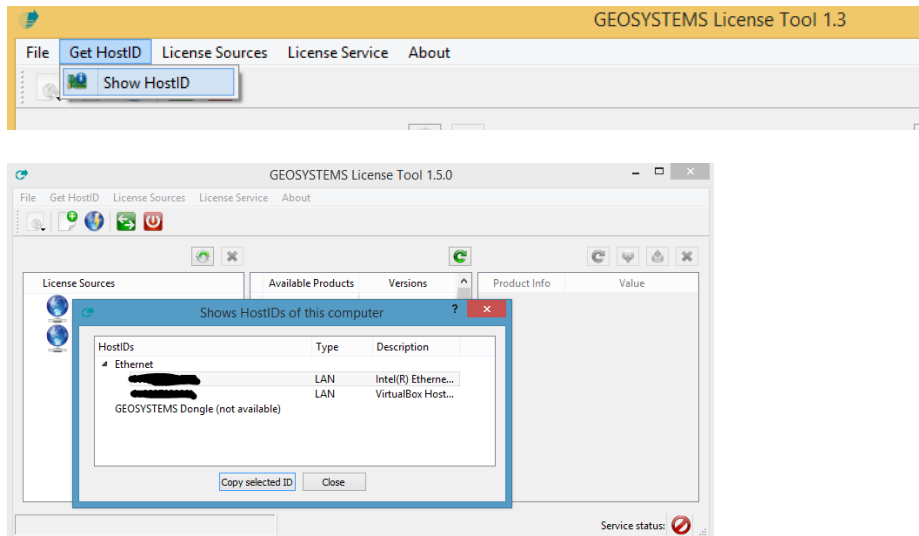 GEOSYSTEMS License Tool 1.3
File Get HostID License Sources License Service About
Show HostID
GEOSYSTEMS License Tool 1.5.0
File Get HostID License Sources License Service About
License Sources Available Products Versions Product Info Value
Shows HostIDs of this computer ?
HostIDs Type Description
Ethernet
LAN Intel(R) Etherne...
LAN VirtualBox Host...
GEOSYSTEMS Dongle (not available)
Copy selected ID Close
Service status: